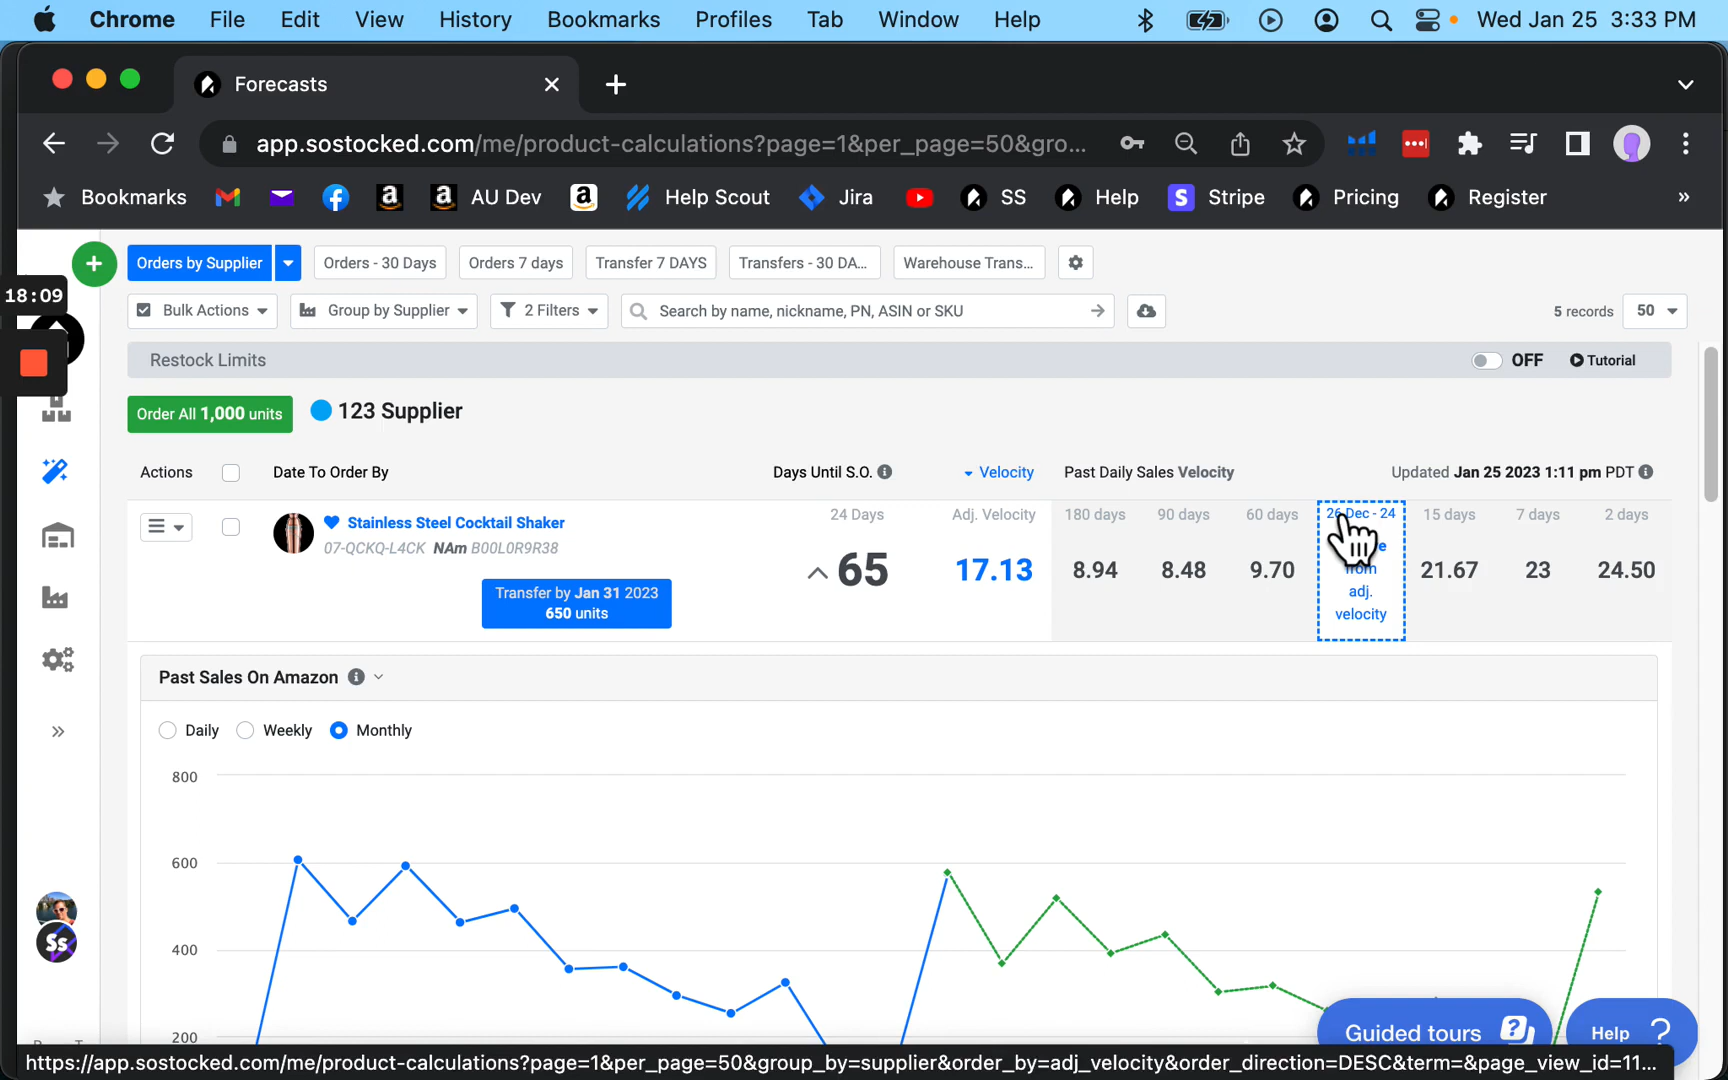 Chrome File Edit View History Bookmarks Profiles Tab Window Help Wed Jan 25 3:33 PM
Forecasts
app.sostocked.com/me/product-calculations?page=1&per_page=50&gro...
Bookmarks AU Dev Help Scout Jira SS Help Stripe Pricing Register »
Orders by Supplier Orders - 30 Days Orders 7 days Transfer 7 DAYS Transfers - 30 DA... Warehouse Trans...
18:09
Bulk Actions Group by Supplier 2 Filters Search by name, nickname, PN, ASIN or SKU 5 records 50
Restock Limits OFF Tutorial
Order All 1,000 units 123 Supplier
Actions Date To Order By Days Until S.O. Velocity Past Daily Sales Velocity Updated Jan 25 2023 1:11 pm PDT
Stainless Steel Cocktail Shaker 24 Days Adj. Velocity 180 days 90 days 60 days 26 Dec - 24 15 days 7 days 2 days
07-QCKQ-L4CK NAm B00L0R9R38
65 17.13 8.94 8.48 9.70 from 21.67 23 24.50
adj.
velocity
Transfer by Jan 31 2023
650 units
Past Sales On Amazon
Daily Weekly Monthly
800
600
400
200
Ss
Guided tours Help ?
https://app.sostocked.com/me/product-calculations?page=1&per_page=50&group_by=supplier&order_by=adj_velocity&order_direction=DESC&term=&page_view_id=11...